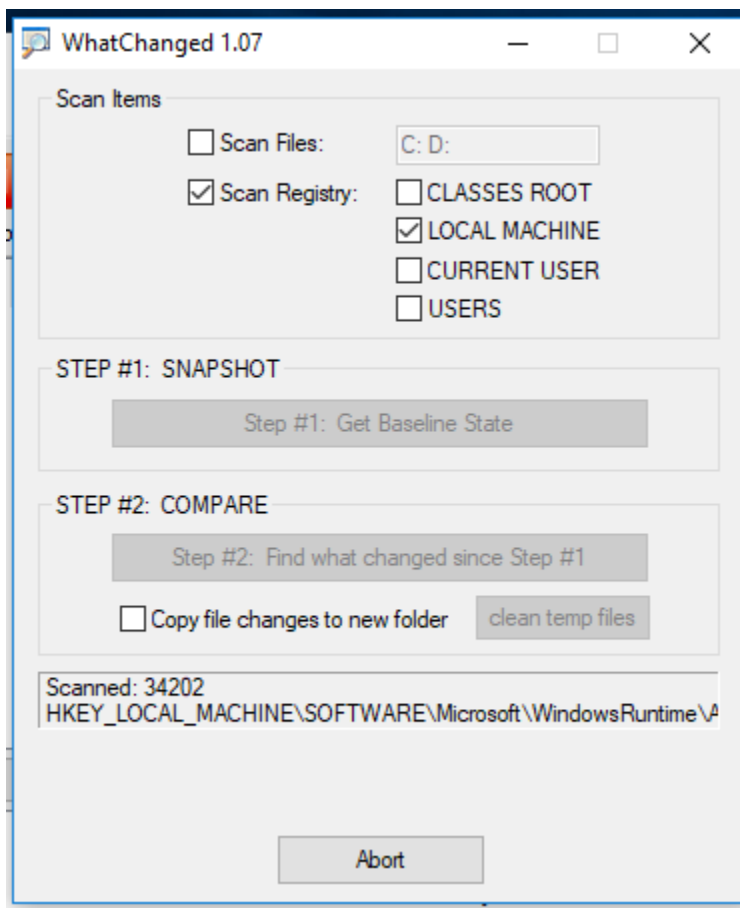 WhatChanged 1.07
Scan Items
Scan Files: C: D:
Scan Registry: CLASSES ROOT
LOCAL MACHINE
CURRENT USER
USERS
STEP #1: SNAPSHOT
Step #1: Get Baseline State
STEP #2: COMPARE
Step #2: Find what changed since Step #1
Copy file changes to new folder clean temp files
Scanned: 34202
HKEY_LOCAL_MACHINE\SOFTWARE\Microsoft\WindowsRuntime\A
Abort